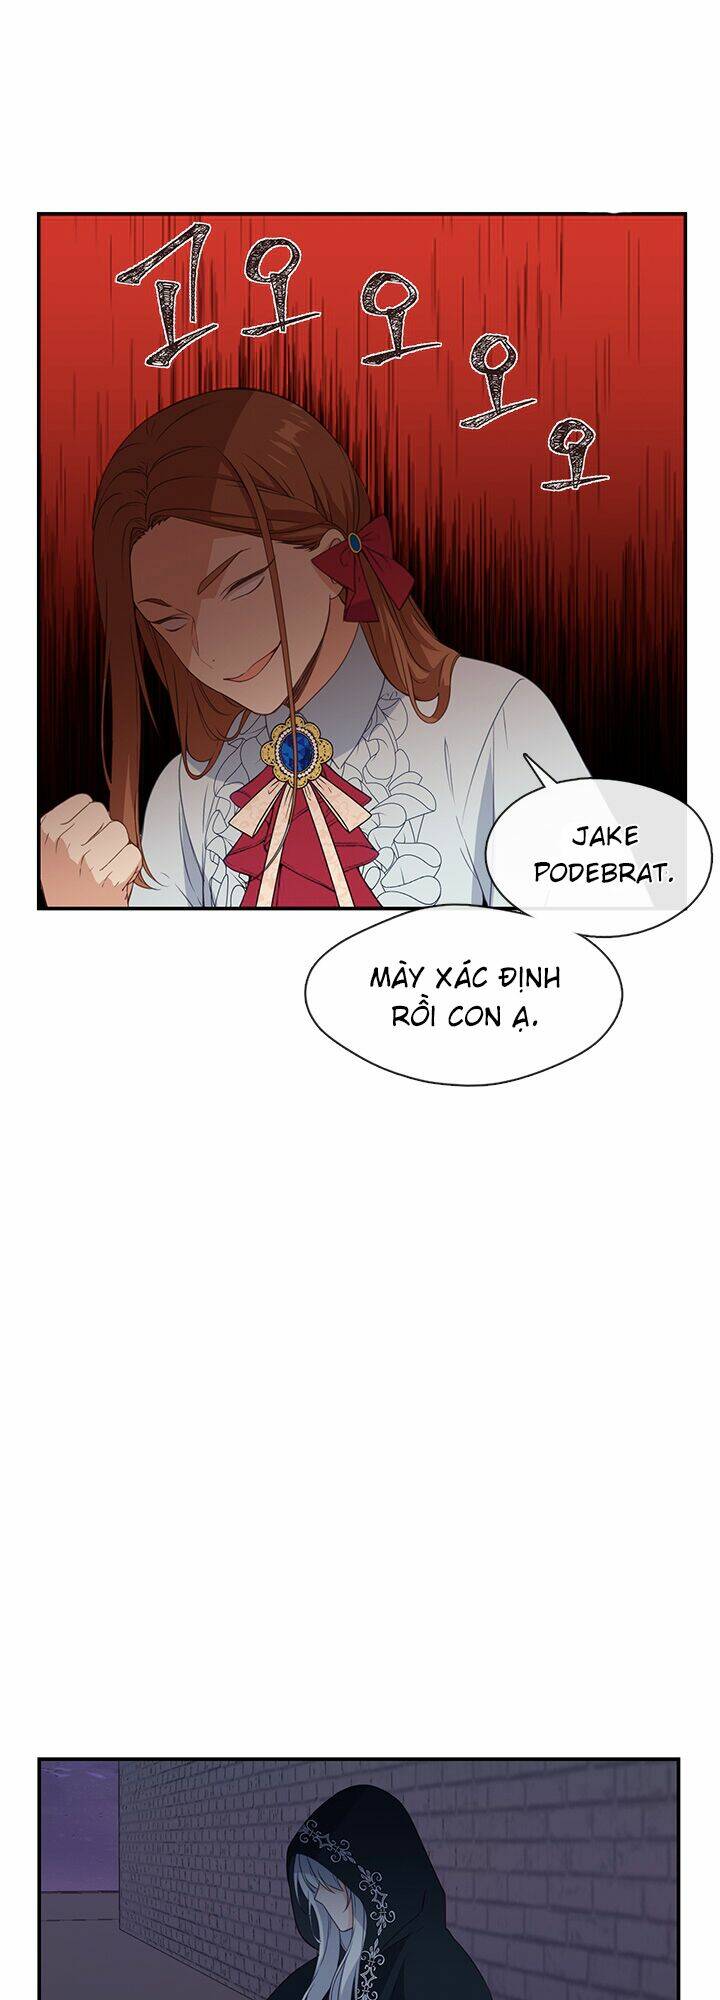 고오오오오
JAKE
PODEBRAT.
MÀY XÁC ĐỊNH
RỒI CON Ạ.